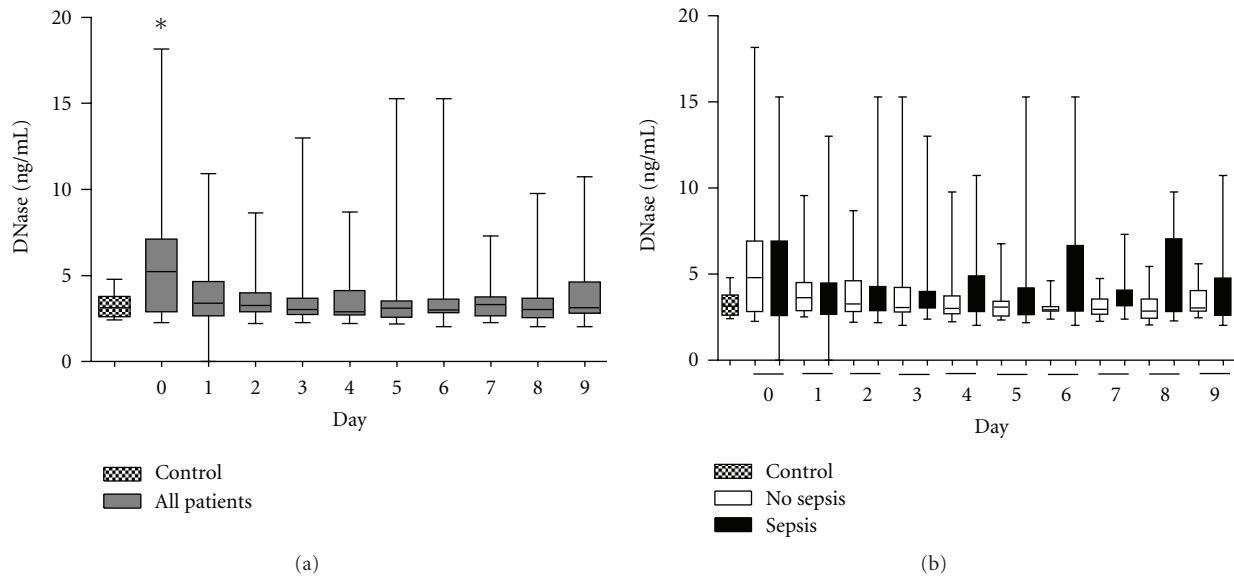 20
15
10
5
0
DNase (ng/mL)
*
0 1 2 3 4 5 6 7 8 9
Day
Control
All patients
(a)
20
15
10
5
0
DNase (ng/mL)
0 1 2 3 4 5 6 7 8 9
Day
Control
No sepsis
Sepsis
(b)